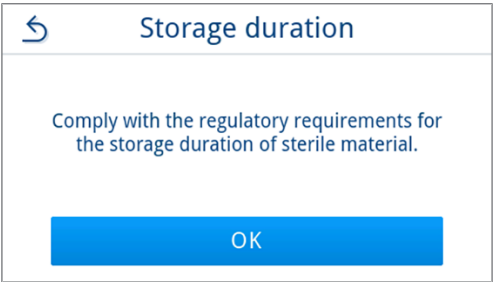 Storage duration
Comply with the regulatory requirements for
the storage duration of sterile material.
OK